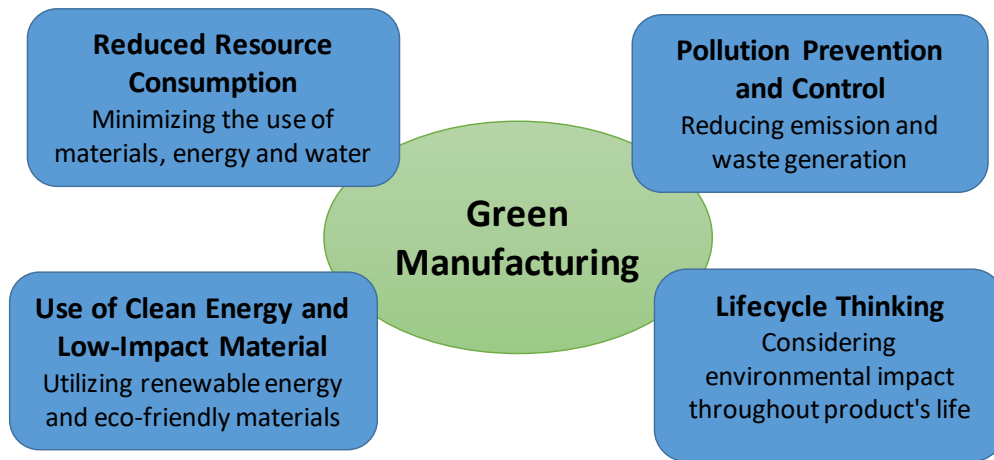 Reduced Resource
Consumption
Minimizing the use of
materials, energy and water
Pollution Prevention
and Control
Reducing emission and
waste generation
Green
Manufacturing
Use of Clean Energy and
Low-Impact Material
Utilizing renewable energy
and eco-friendly materials
Lifecycle Thinking
Considering
environmental impact
throughout product's life